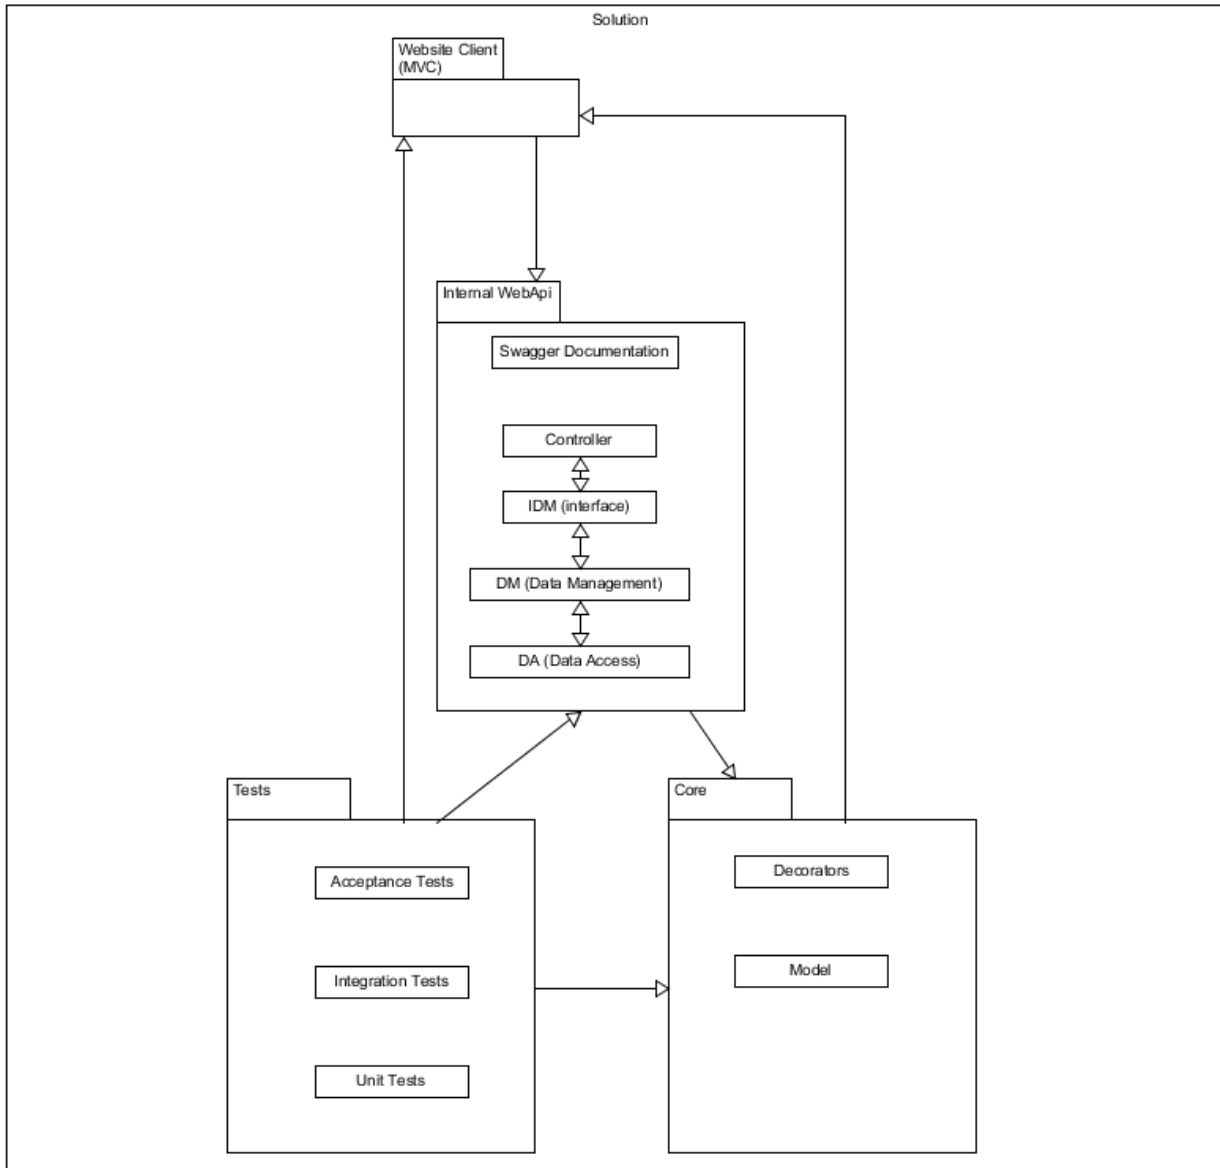 Solution
Website Client
(MVC)
Internal WebApi
Swagger Documentation
Controller
IDM (interface)
DM (Data Management)
DA (Data Access)
Tests
Acceptance Tests
Integration Tests
Unit Tests
Core
Decorators
Model